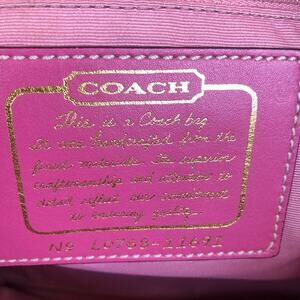 COACH
This is a Coach bag
It was handcrafted from the
finest materials. Its superior
craftsmanship and attention to
detail reflect our commitment
to enduring quality.
Nº L0768-11691